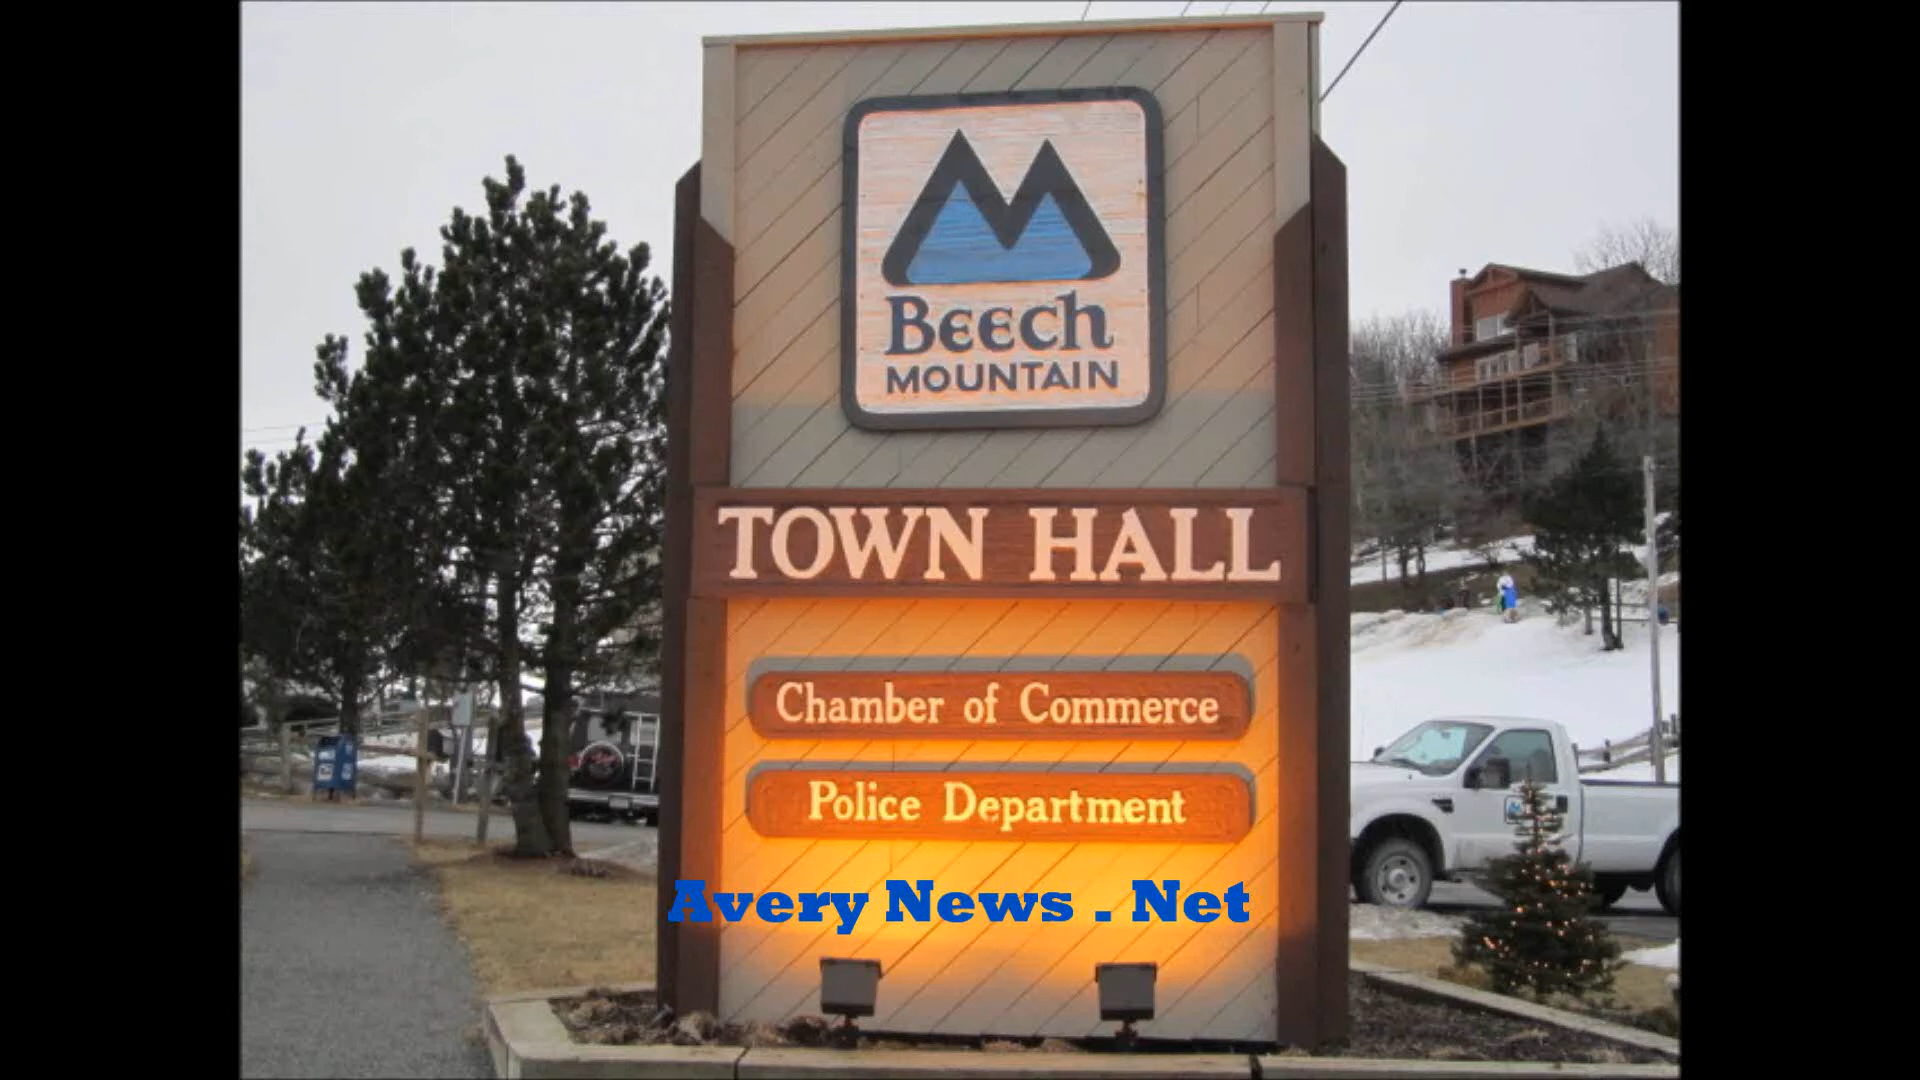 Beech
MOUNTAIN
TOWN HALL
Chamber of Commerce
Police Department
Avery News . Net